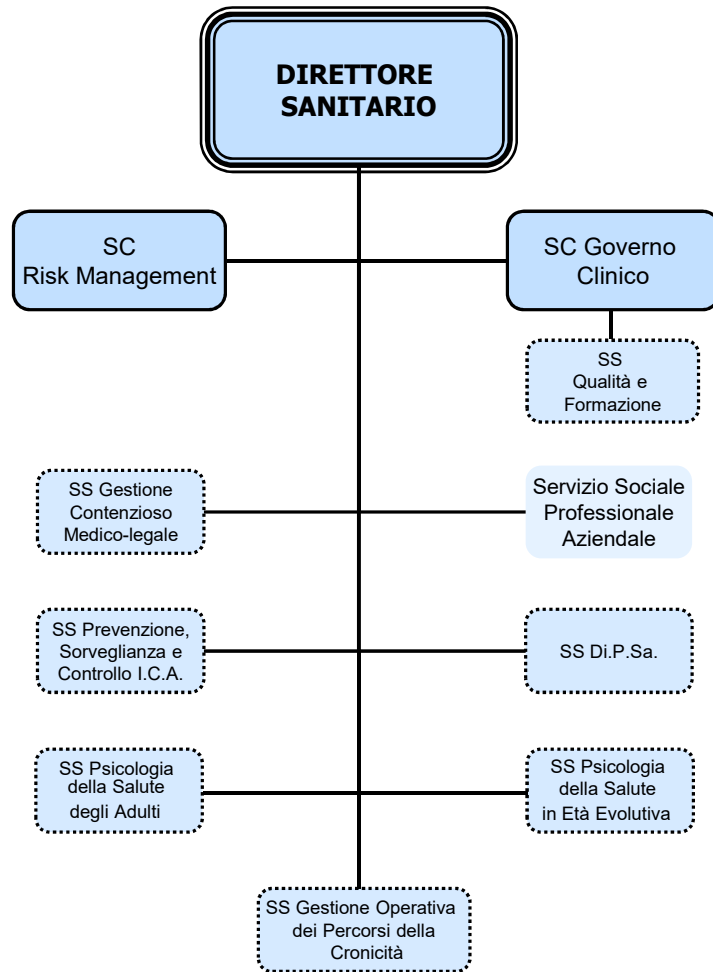 DIRETTORE
SANITARIO
SC
Risk Management
SC Governo
Clinico
SS
Qualità e
Formazione
SS Gestione
Contenzioso
Medico-legale
Servizio Sociale
Professionale
Aziendale
SS Prevenzione,
Sorveglianza e
Controllo I.C.A.
SS Di.P.Sa.
SS Psicologia
della Salute
degli Adulti
SS Psicologia
della Salute
in Età Evolutiva
SS Gestione Operativa
dei Percorsi della
Cronicità